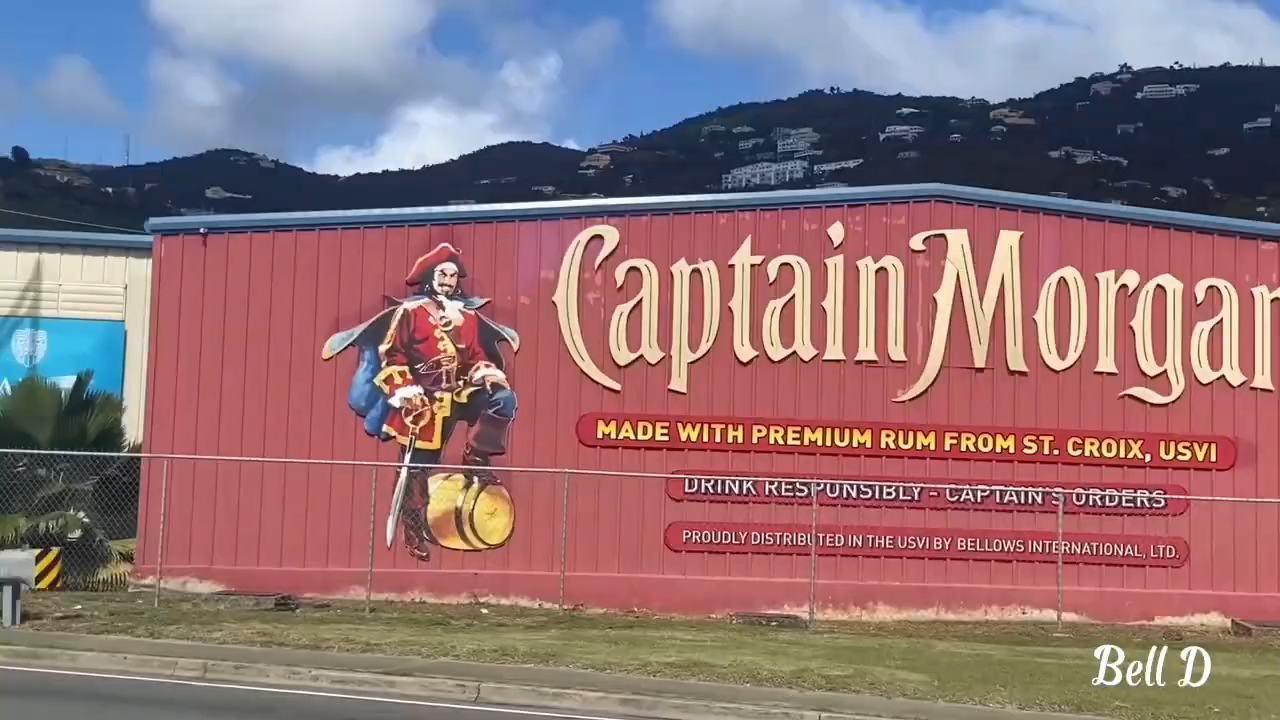 Captain Morgan
MADE WITH PREMIUM RUM FROM ST. CROIX, USVI
DRINK RESPONSIBLY - CAPTAIN'S ORDERS
PROUDLY DISTRIBUTED IN THE USVI BY BELLOWS INTERNATIONAL, LTD.
Bell D